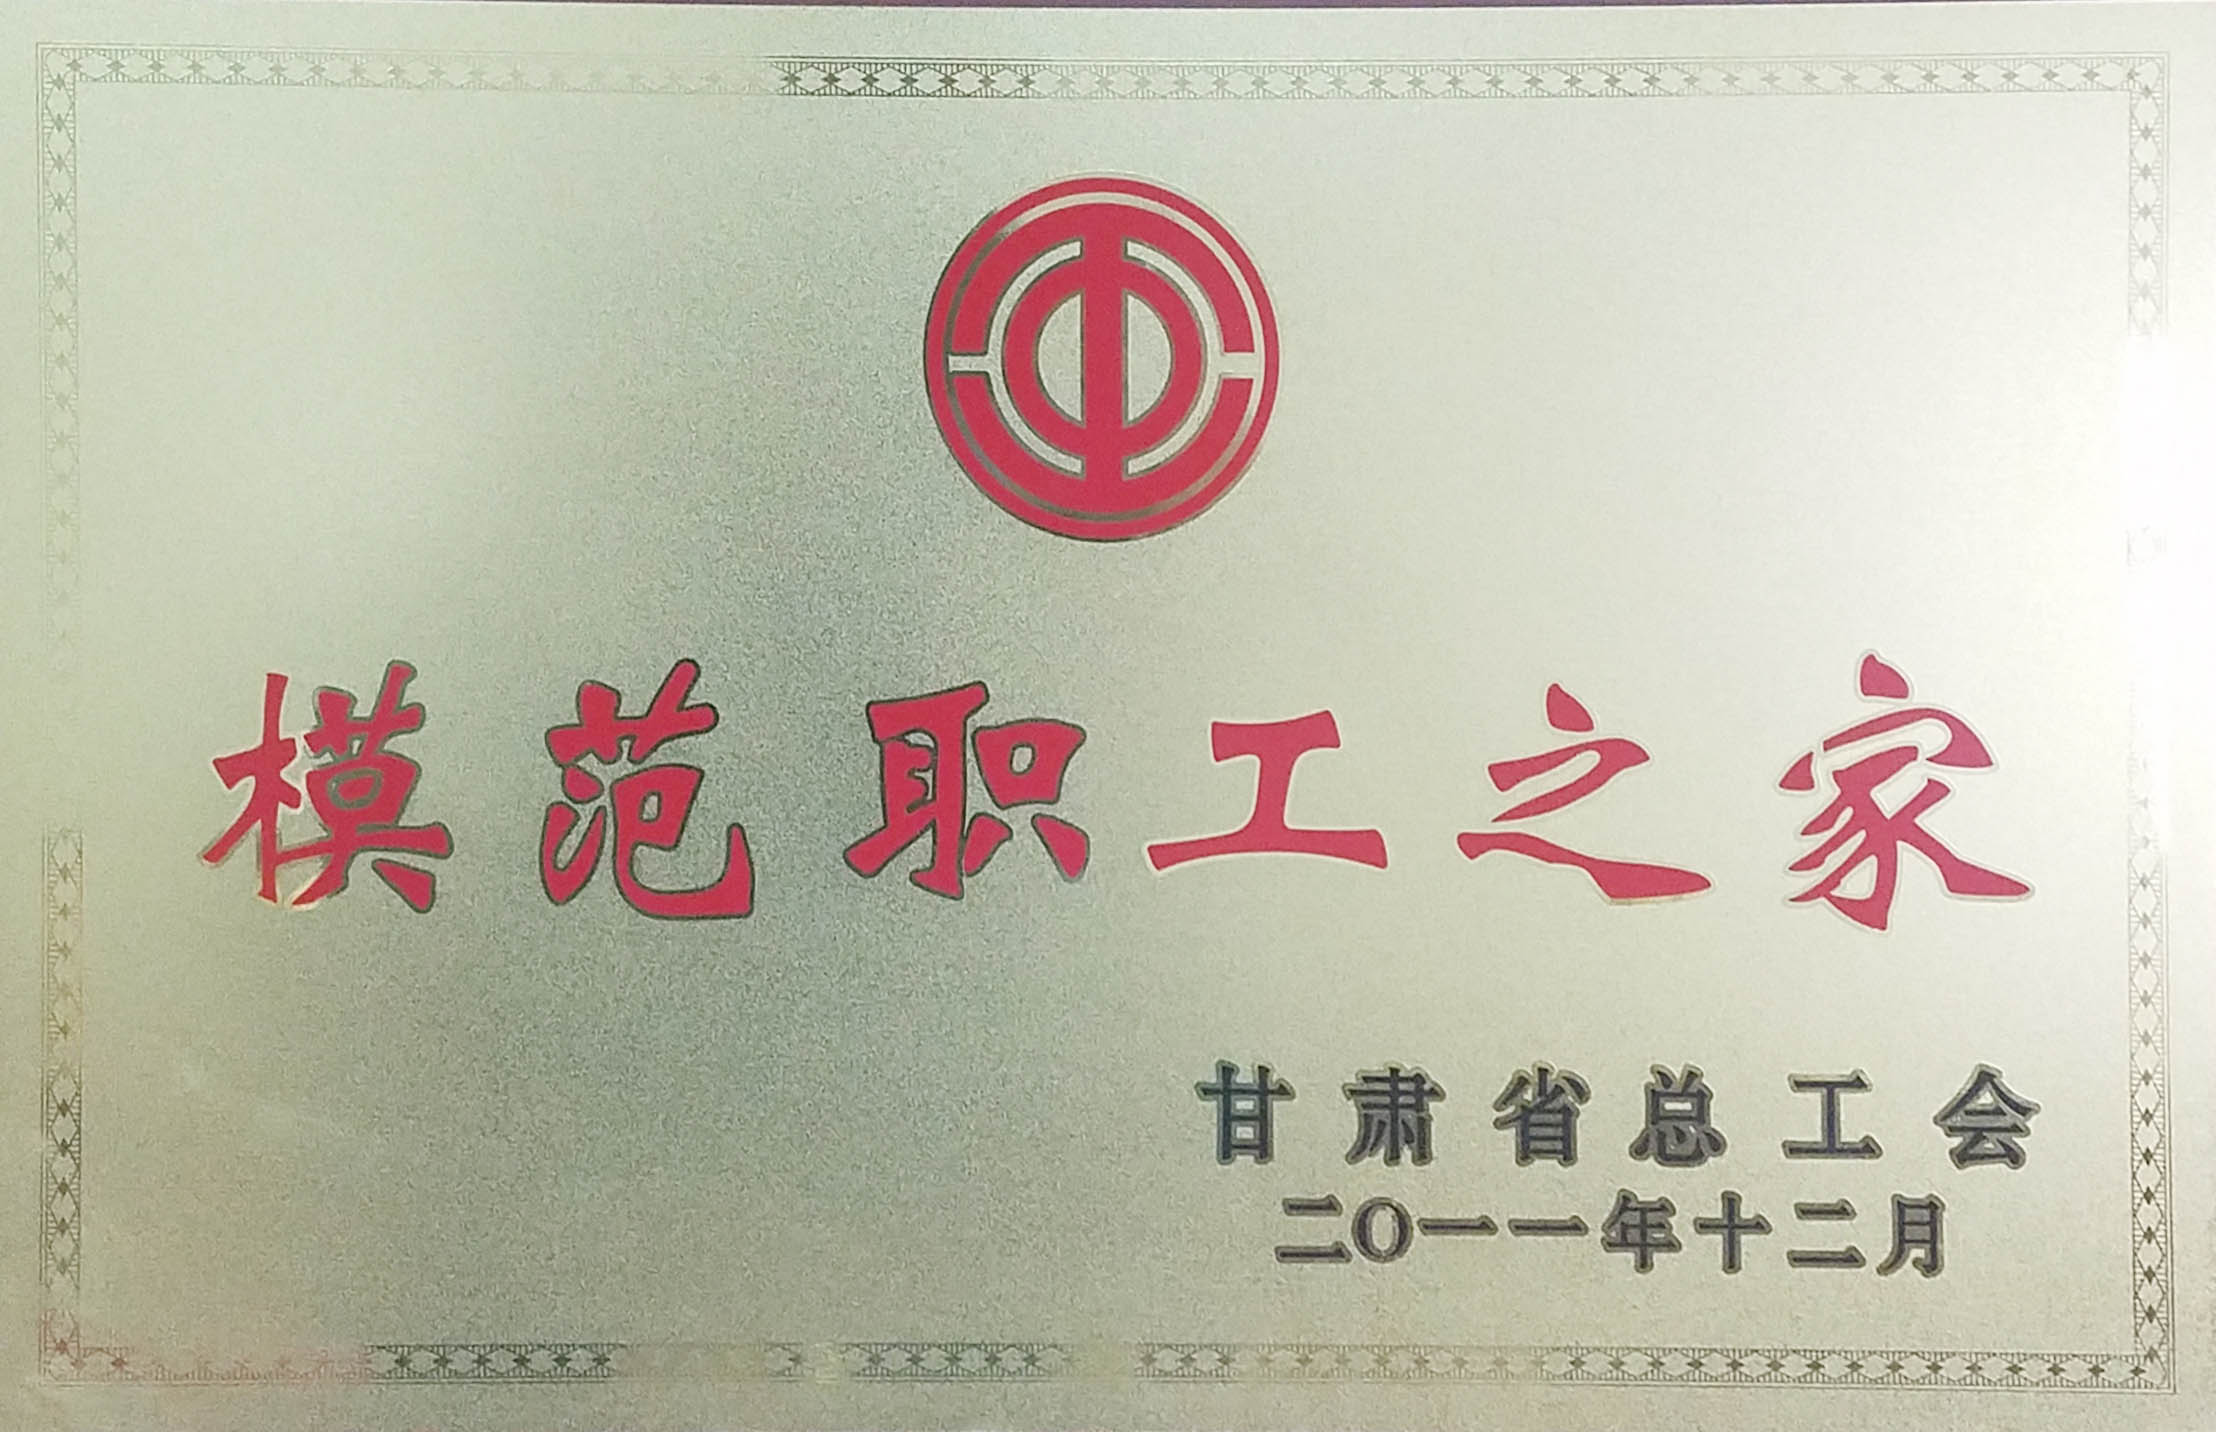 模范职工之家
甘肃省总工会
二〇一一年十二月